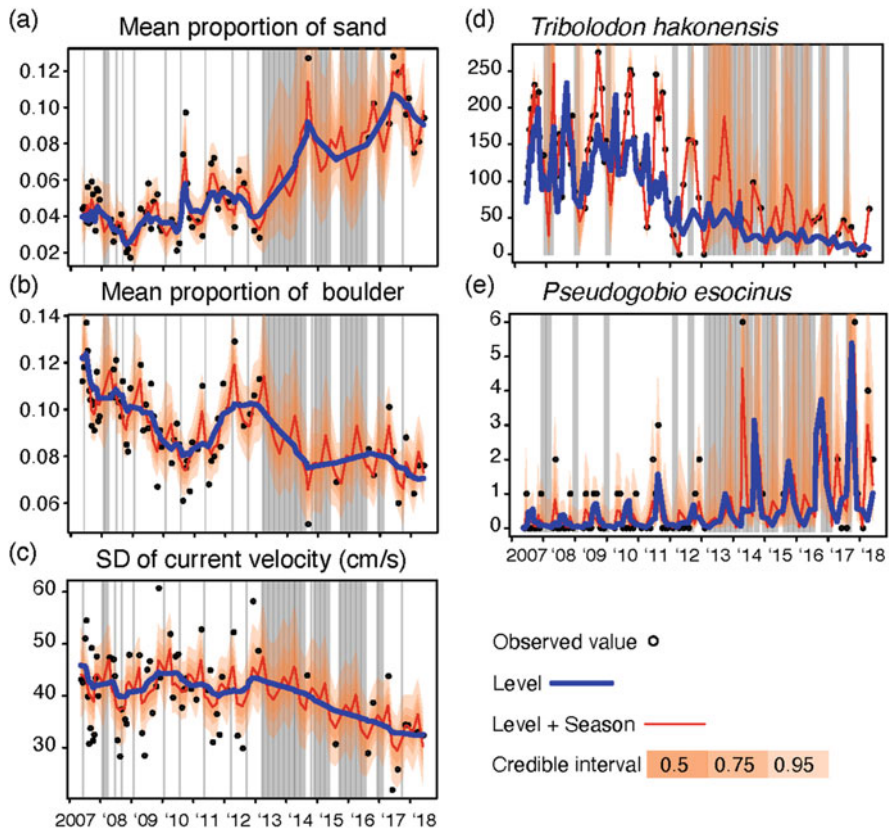 (a) Mean proportion of sand
0.12
0.10
0.08
0.06
0.04
0.02
(b) Mean proportion of boulder
0.14
0.12
0.10
0.08
0.06
(c) SD of current velocity (cm/s)
60
50
40
30
2007 ‘08 ‘09 ‘10 ‘11 ‘12 ‘13 ‘14 ‘15 ‘16 ‘17 ‘18
(d) Tribolodon hakonensis
250
200
150
100
50
0
(e) Pseudogobio esocinus
6
5
4
3
2
1
0
2007 ‘08 ‘09 ‘10 ‘11 ‘12 ‘13 ‘14 ‘15 ‘16 ‘17 ‘18
Observed value
Level
Level + Season
Credible interval 0.5 0.75 0.95